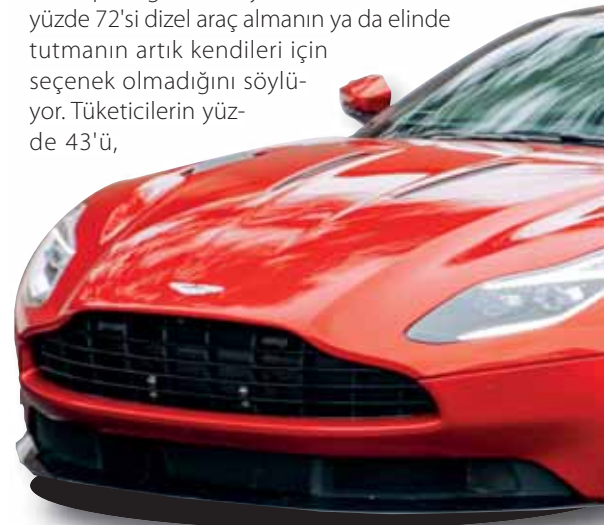 yüzde 72'si dizel araç almanın ya da elinde
tutmanın artık kendileri için
seçenek olmadığını söylü-
yor. Tüketicilerin yüz-
de 43'ü,